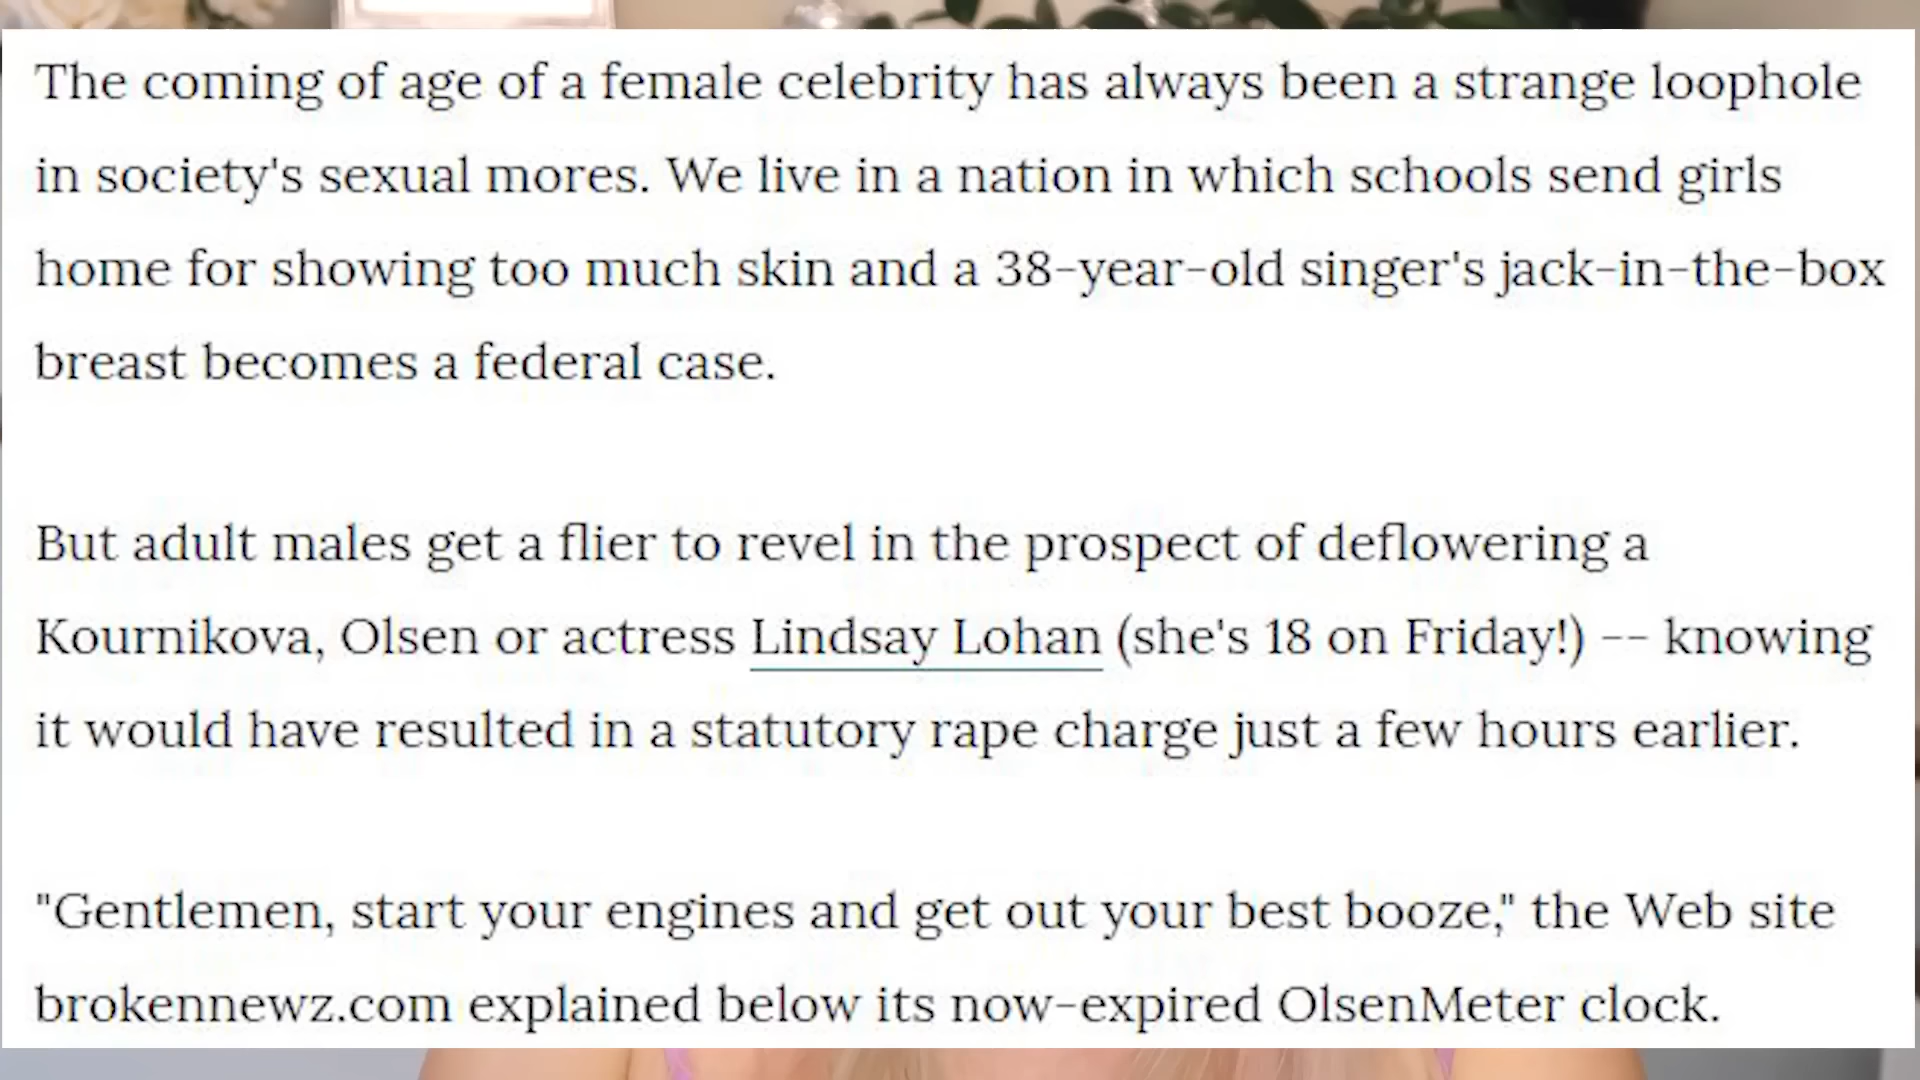 The coming of age of a female celebrity has always been a strange loophole
in society's sexual mores. We live in a nation in which schools send girls
home for showing too much skin and a 38-year-old singer's jack-in-the-box
breast becomes a federal case.
But adult males get a flier to revel in the prospect of deflowering a
Kournikova, Olsen or actress Lindsay Lohan (she's 18 on Friday!) -- knowing
it would have resulted in a statutory rape charge just a few hours earlier.
"Gentlemen, start your engines and get out your best booze," the Web site
brokennewz.com explained below its now-expired OlsenMeter clock.